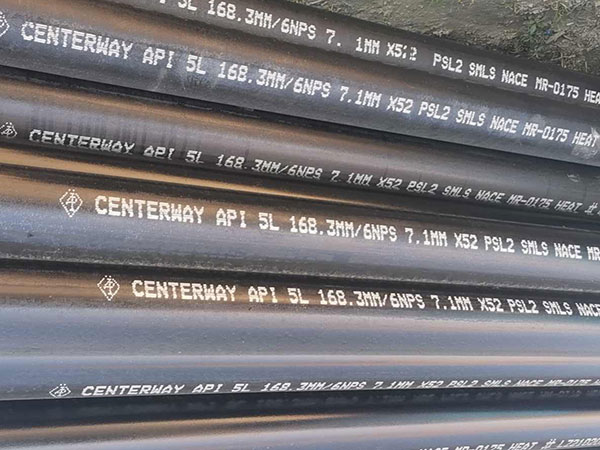 5L 168.3MM/6NPS 7. 1MM X52 PSL2 SMLS NACE MR-0175 HEA
CENTERWAY API 5L 168.3MM/6NPS 7.1MM X52 PSL2 SMLS NACE MR-0175 HEAT
CENTERWAY API 5L 168.3MM/6NPS 7.1MM X52 PSL2 SMLS NACE MR-0175 HEAT #
CENTERWAY API 5L 168.3MM/6NPS 7.1MM X52 PSL2 SMLS NACE MR
CENTERWAY API 5L 168.3MM/6NPS 7.1MM X52 PSL2 SMLS NACE
CENTERWAY API 5L 168.3MM/6NPS 7.1MM X52 PSL2 SMLS NACE MR-0175
MR-0175 HEAT #